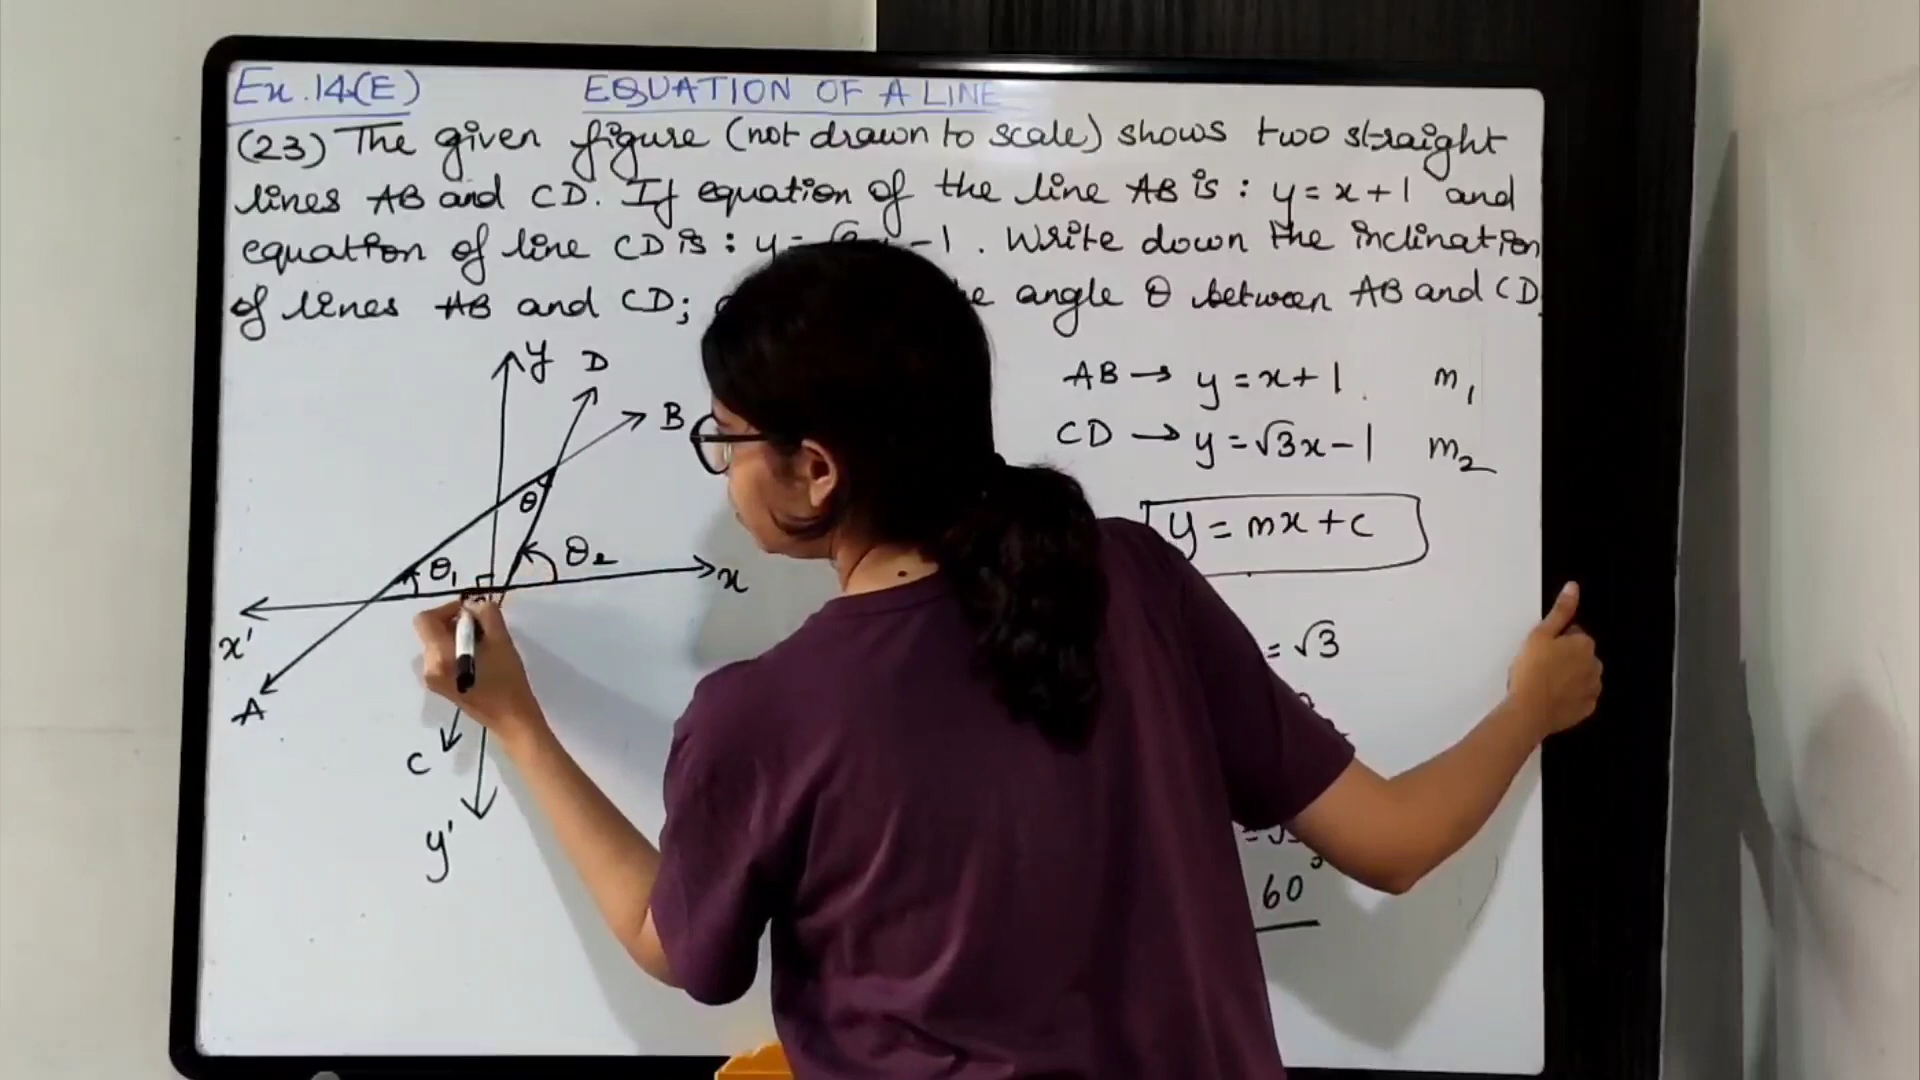 Ex.14(E) EQUATION OF A LINE
(23) The given figure (not drawn to scale) shows two straight
lines AB and CD. If equation of the line AB is : y = x + 1 and
equation of line CD is : y = - 1 . Write down the inclination
of lines AB and CD; angle θ between AB and CD.
y D
B
θ
θ₁ θ₂
x
x'
A
C
y'
AB → y = x + 1 . m₁
CD → y = √3x - 1 m₂
y = mx + c
= √3
60°